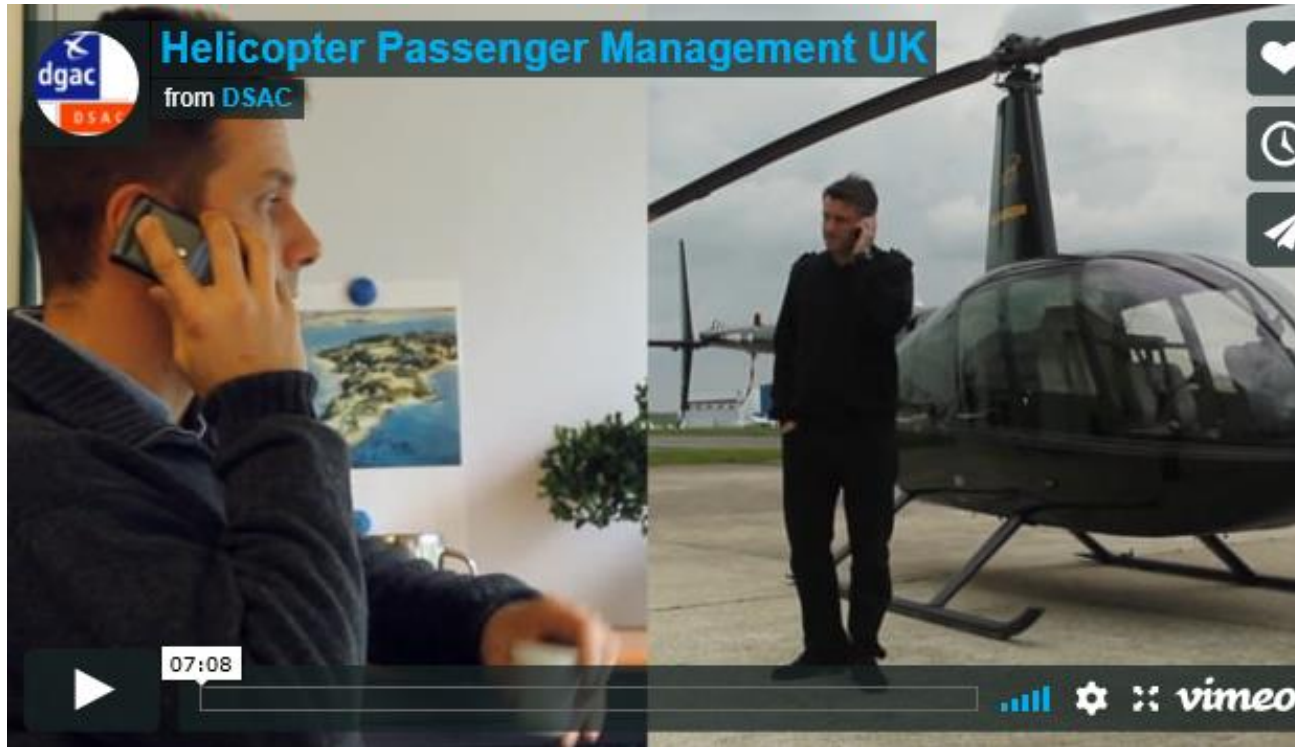 dgac
DSAC
Helicopter Passenger Management UK
from DSAC
07:08
vimeo